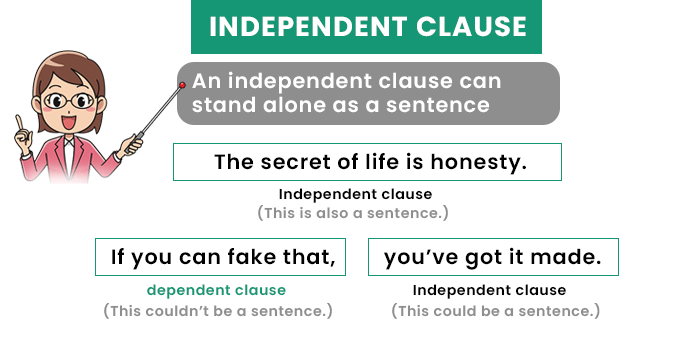 INDEPENDENT CLAUSE
An independent clause can
stand alone as a sentence
The secret of life is honesty.
Independent clause
(This is also a sentence.)
If you can fake that,
dependent clause
(This couldn’t be a sentence.)
you’ve got it made.
Independent clause
(This could be a sentence.)